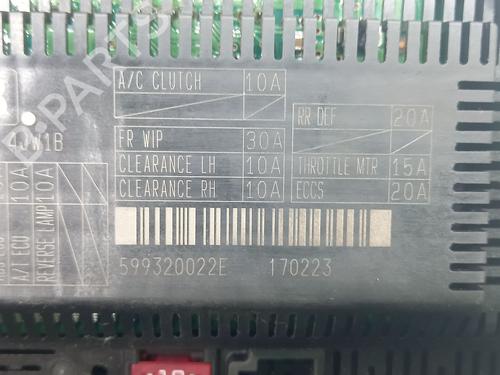 A/C CLUTCH 10A
RR DEF 20A
4JW1B
FR WIP 30A
CLEARANCE LH 10A
THROTTLE MTR 15A
CLEARANCE RH 10A
ECCS 20A
A/T ECU 10A
REVERSE LAMP 10A
599320022E 170223
B-PARTS